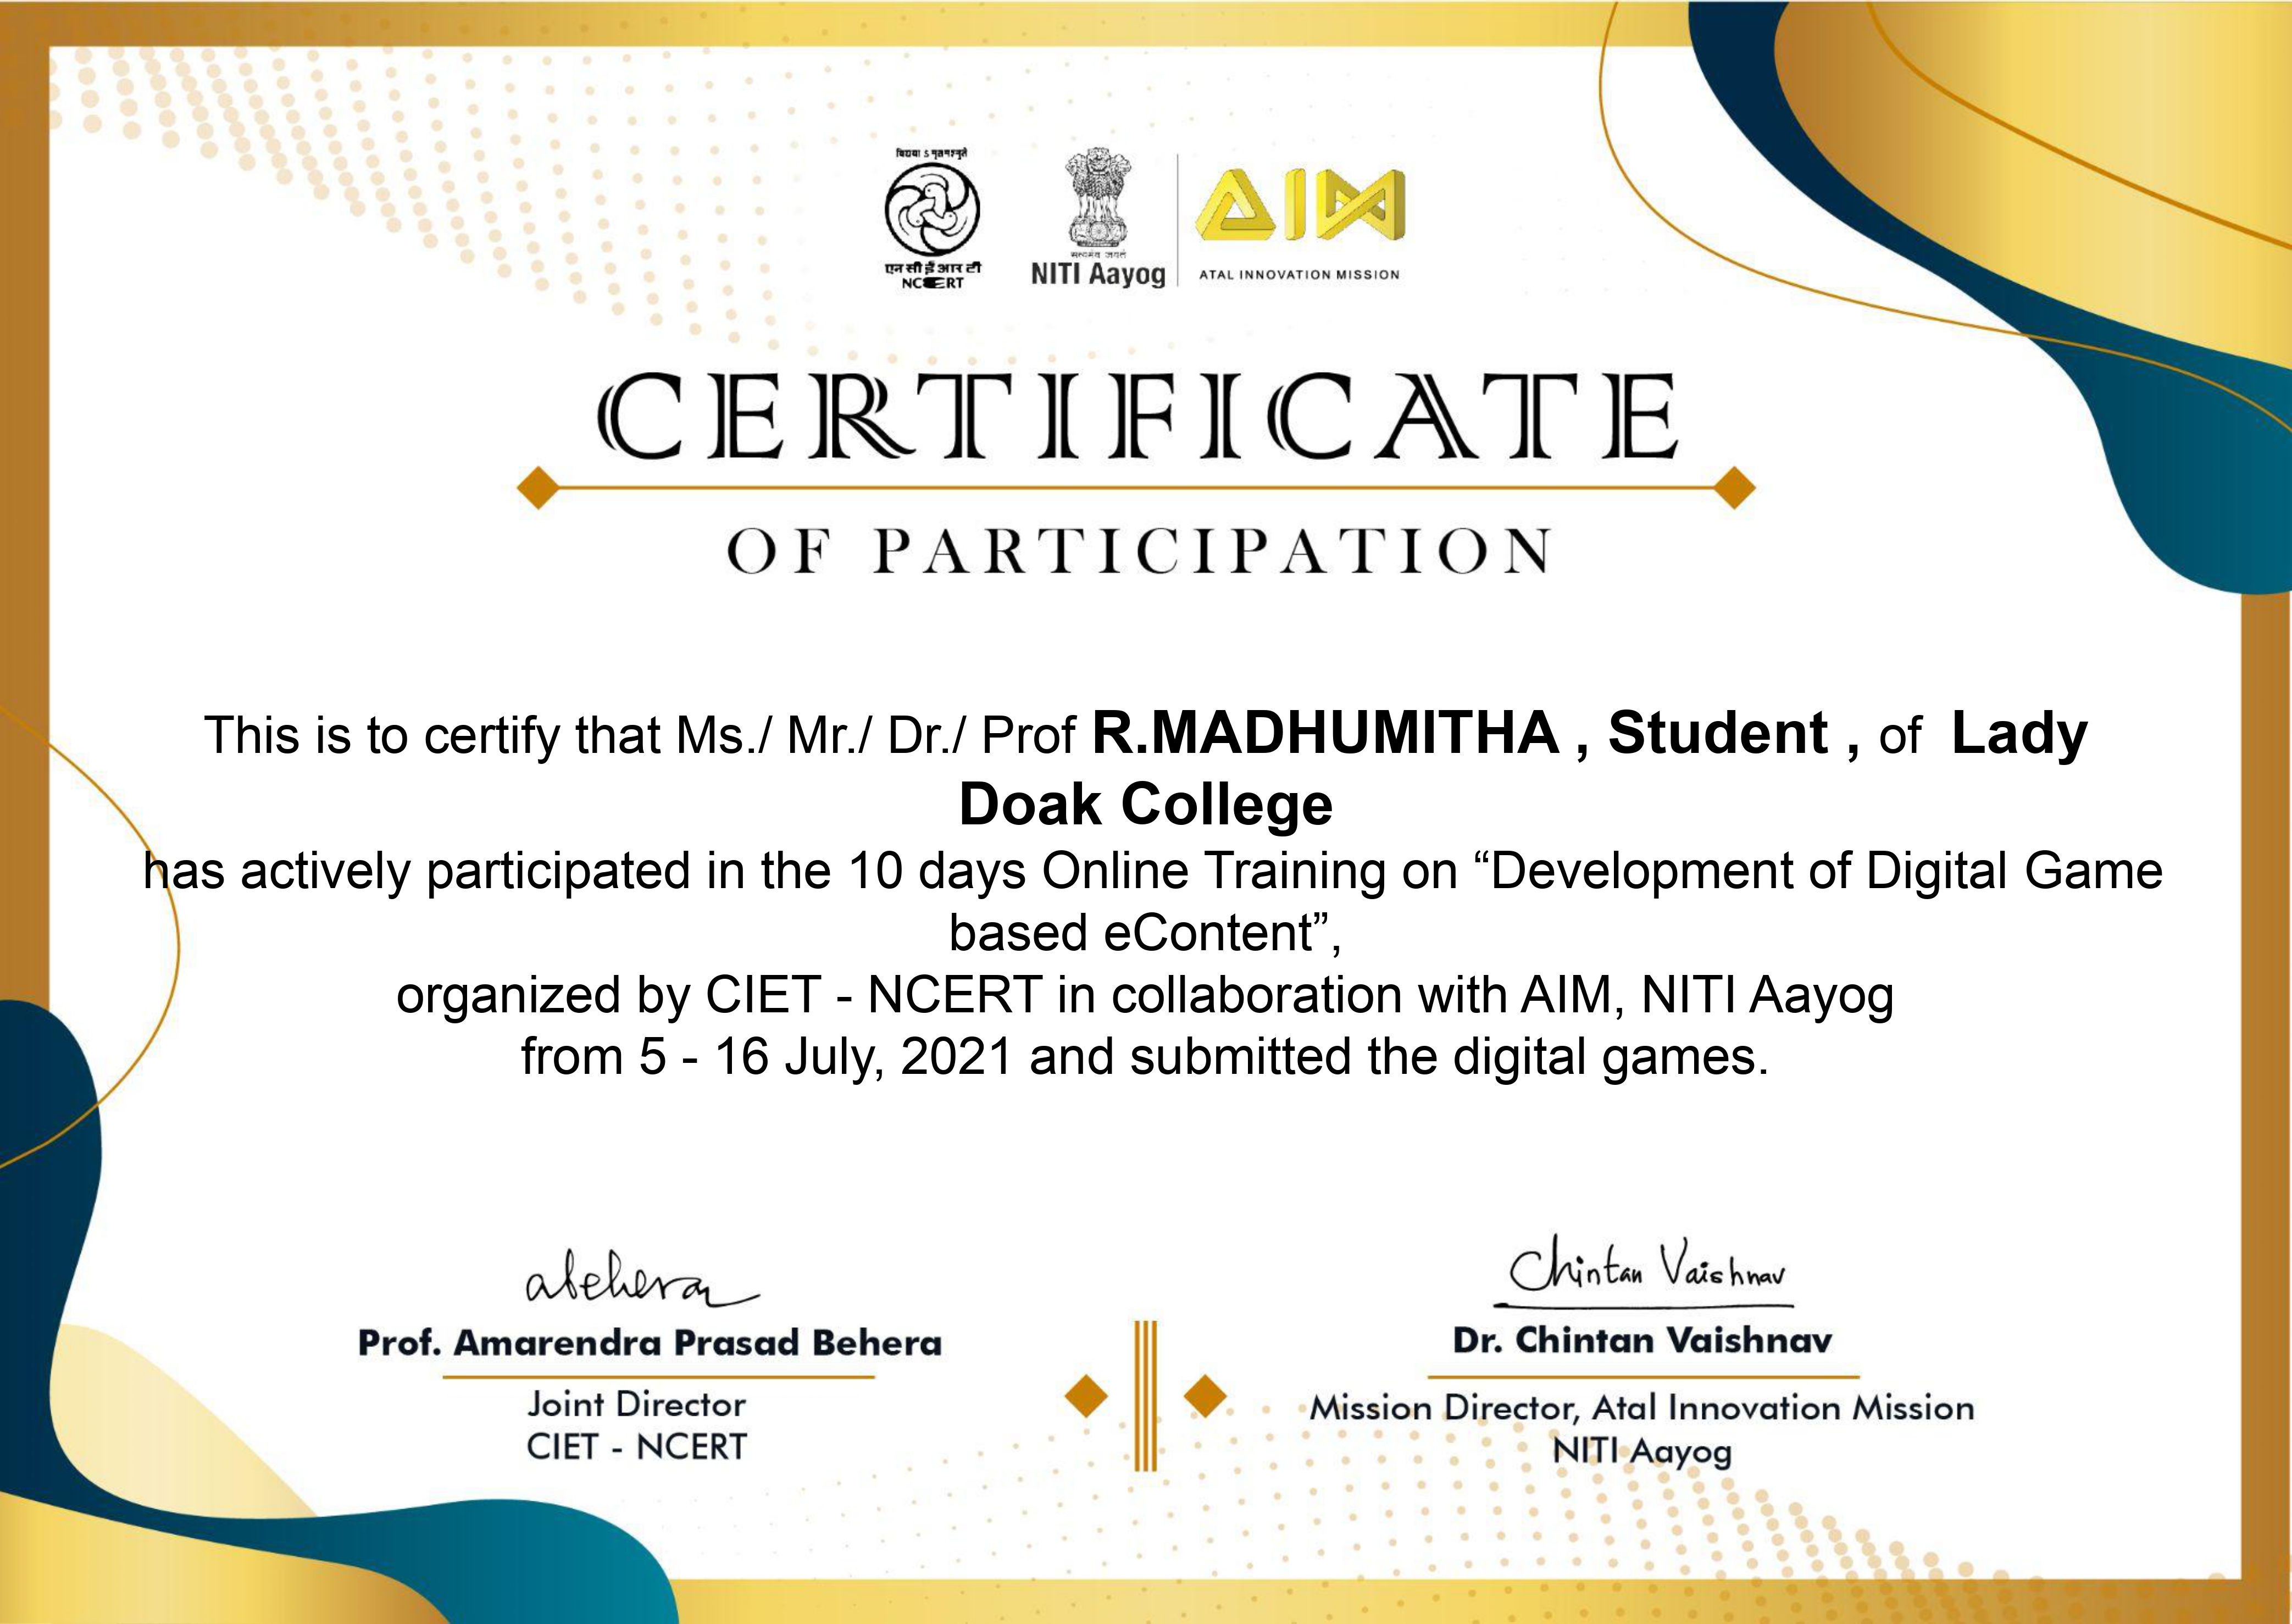 एन सी ई आर टी
NCERT
सत्यमेव जयते
NITI Aayog
ATAL INNOVATION MISSION
AIM
CERTIFICATE
OF PARTICIPATION
This is to certify that Ms./ Mr./ Dr./ Prof R.MADHUMITHA , Student , of Lady
Doak College
has actively participated in the 10 days Online Training on “Development of Digital Game
based eContent”,
organized by CIET - NCERT in collaboration with AIM, NITI Aayog
from 5 - 16 July, 2021 and submitted the digital games.
abehera
Chintan Vaishnav
Prof. Amarendra Prasad Behera
Dr. Chintan Vaishnav
Joint Director
CIET - NCERT
Mission Director, Atal Innovation Mission
NITI Aayog